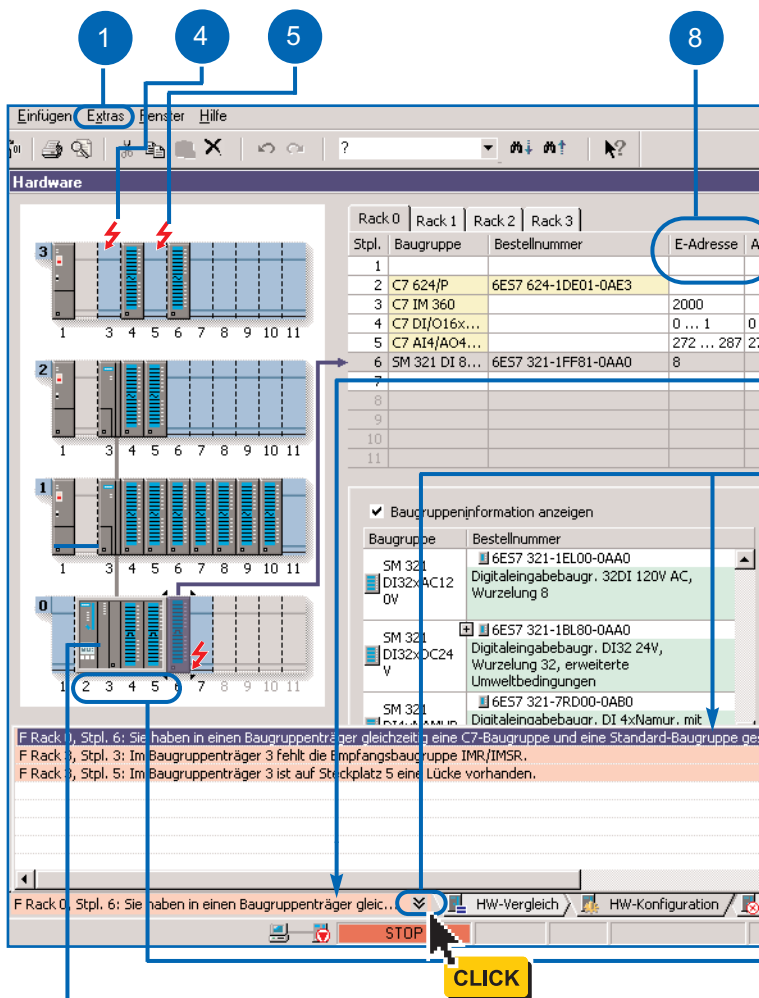 1 4 5 8
Einfügen Extras Fenster Hilfe
?
Hardware
3
1 3 4 5 6 7 8 9 10 11
2
1 3 4 5 6 7 8 9 10 11
1
1 3 4 5 6 7 8 9 10 11
0
1 2 3 4 5 6 7 8 9 10 11
Rack 0 Rack 1 Rack 2 Rack 3
Stpl. Baugruppe Bestellnummer E-Adresse A
1
2 C7 624/P 6ES7 624-1DE01-0AE3
3 C7 IM 360 2000
4 C7 DI/O16x... 0 ... 1 0
5 C7 AI4/AO4... 272 ... 287 27
6 SM 321 DI 8... 6ES7 321-1FF81-0AA0 8
7
8
9
10
11
Baugruppeninformation anzeigen
Baugruppe Bestellnummer
SM 321 DI32xAC120V 6ES7 321-1EL00-0AA0
Digitaleingabebaugr. 32DI 120V AC,
Wurzelung 8
SM 321 DI32xDC24V 6ES7 321-1BL80-0AA0
Digitaleingabebaugr. DI32 24V,
Wurzelung 32, erweiterte
Umweltbedingungen
SM 321 DI4xNAMUR 6ES7 321-7RD00-0AB0
Digitaleingabebaugr. DI 4xNamur, mit
F Rack 0, Stpl. 6: Sie haben in einen Baugruppenträger gleichzeitig eine C7-Baugruppe und eine Standard-Baugruppe ges
F Rack 3, Stpl. 3: Im Baugruppenträger 3 fehlt die Empfangsbaugruppe IMR/IMSR.
F Rack 3, Stpl. 5: Im Baugruppenträger 3 ist auf Steckplatz 5 eine Lücke vorhanden.
F Rack 0, Stpl. 6: Sie haben in einen Baugruppenträger gleic... HW-Vergleich HW-Konfiguration
STOP
CLICK